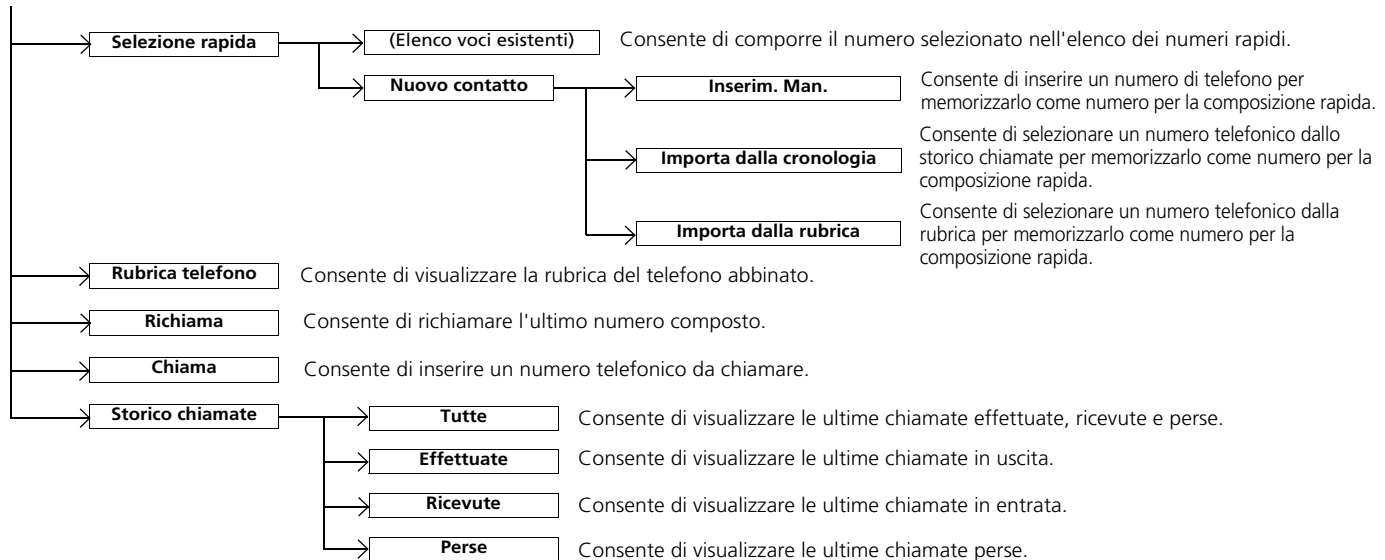 Selezione rapida
(Elenco voci esistenti)
Consente di comporre il numero selezionato nell'elenco dei numeri rapidi.
Nuovo contatto
Inserim. Man.
Consente di inserire un numero di telefono per
memorizzarlo come numero per la composizione rapida.
Importa dalla cronologia
Consente di selezionare un numero telefonico dallo
storico chiamate per memorizzarlo come numero per la
composizione rapida.
Importa dalla rubrica
Consente di selezionare un numero telefonico dalla
rubrica per memorizzarlo come numero per la
composizione rapida.
Rubrica telefono
Consente di visualizzare la rubrica del telefono abbinato.
Richiama
Consente di richiamare l'ultimo numero composto.
Chiama
Consente di inserire un numero telefonico da chiamare.
Storico chiamate
Tutte
Consente di visualizzare le ultime chiamate effettuate, ricevute e perse.
Effettuate
Consente di visualizzare le ultime chiamate in uscita.
Ricevute
Consente di visualizzare le ultime chiamate in entrata.
Perse
Consente di visualizzare le ultime chiamate perse.